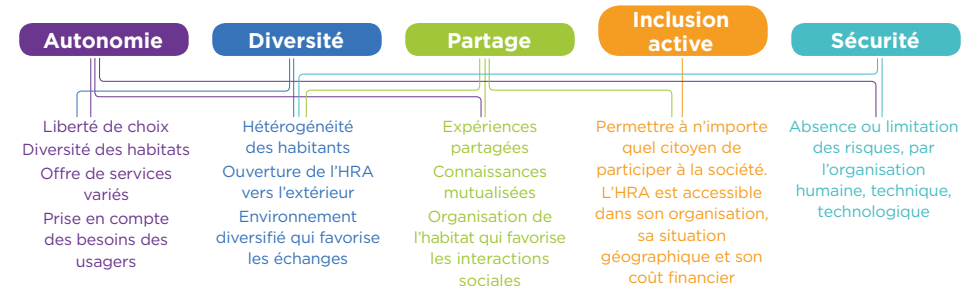 Autonomie
Diversité
Partage
Inclusion
active
Sécurité
Liberté de choix
Diversité des habitats
Offre de services
variés
Prise en compte
des besoins des
usagers
Hétérogénéité
des habitants
Ouverture de l’HRA
vers l’extérieur
Environnement
diversifié qui favorise
les échanges
Expériences
partagées
Connaissances
mutualisées
Organisation de
l’habitat qui favorise
les interactions
sociales
Permettre à n’importe
quel citoyen de
participer à la société.
L’HRA est accessible
dans son organisation,
sa situation
géographique et son
coût financier
Absence ou limitation
des risques, par
l’organisation
humaine, technique,
technologique